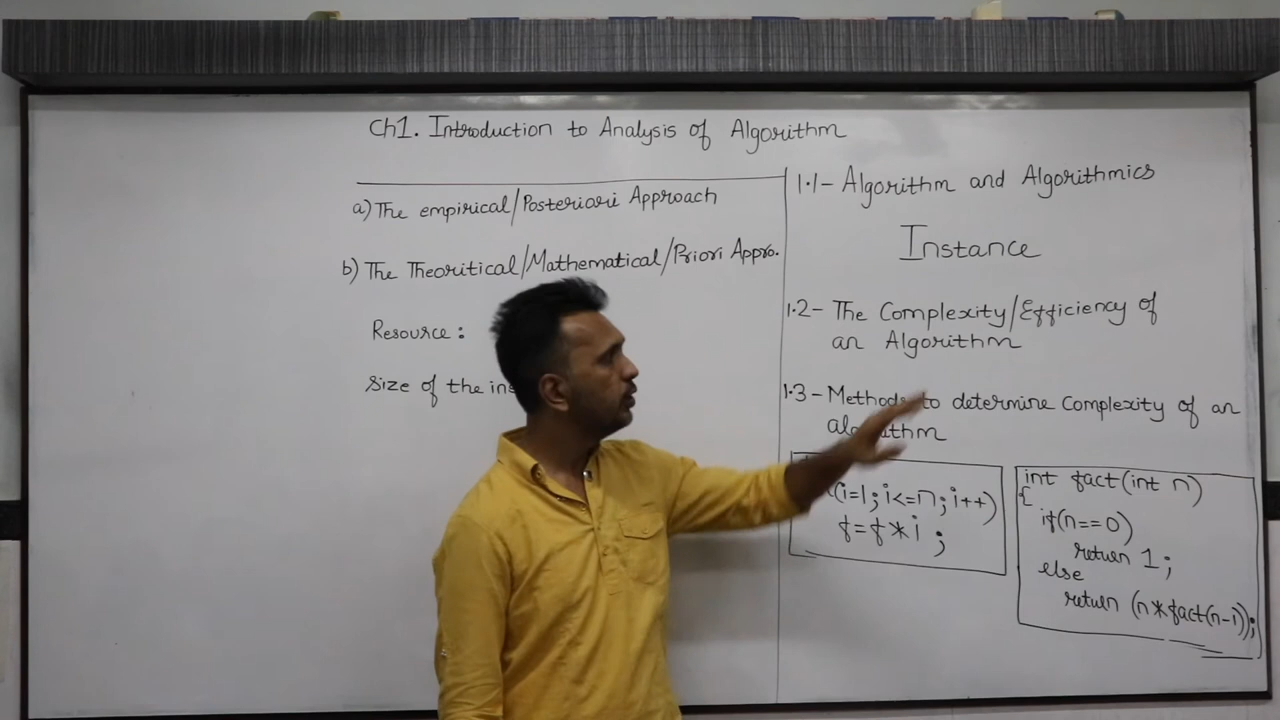 Ch1. Introduction to Analysis of Algorithm
a) The empirical/Posteriori Approach
b) The Theoritical/Mathematical/Priori Appro.
Resource:
Size of the
1.1- Algorithm and Algorithmics
Instance
1.2- The Complexity/Efficiency of
an Algorithm
1.3- Methods to determine Complexity of an
algorithm
(i=1; i<=n; i++)
f=f*i ;
int fact(int n)
{
if(n==0)
return 1;
else
return (n*fact(n-1));